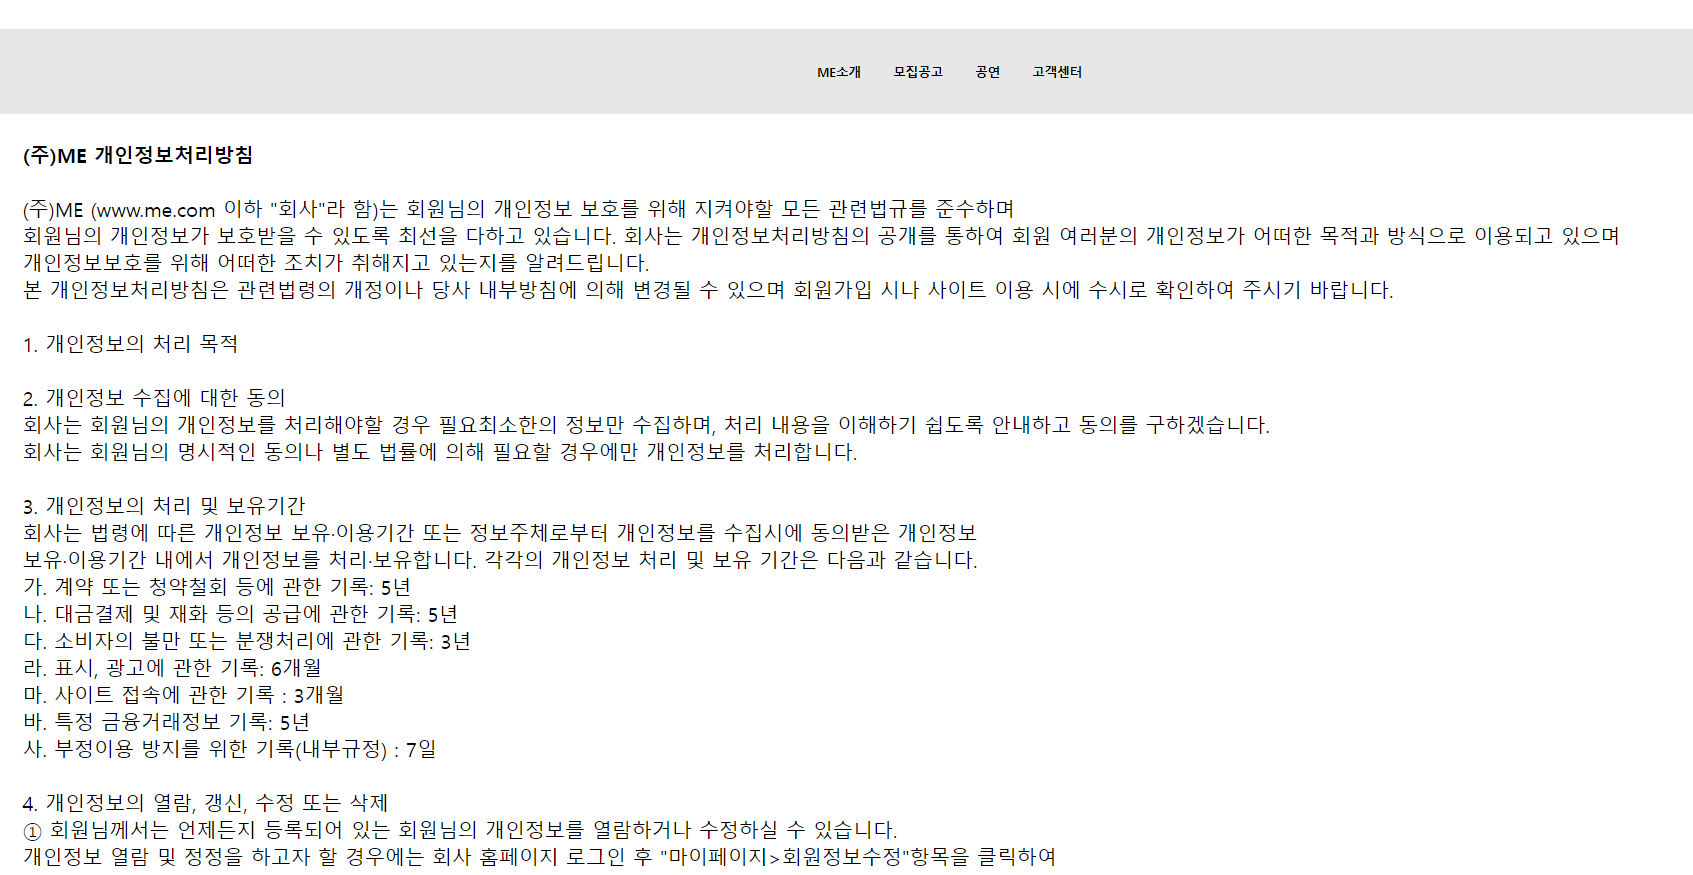 ME소개 모집공고 공연 고객센터
(주)ME 개인정보처리방침
(주)ME (www.me.com 이하 "회사"라 함)는 회원님의 개인정보 보호를 위해 지켜야할 모든 관련법규를 준수하며
회원님의 개인정보가 보호받을 수 있도록 최선을 다하고 있습니다. 회사는 개인정보처리방침의 공개를 통하여 회원 여러분의 개인정보가 어떠한 목적과 방식으로 이용되고 있으며
개인정보보호를 위해 어떠한 조치가 취해지고 있는지를 알려드립니다.
본 개인정보처리방침은 관련법령의 개정이나 당사 내부방침에 의해 변경될 수 있으며 회원가입 시나 사이트 이용 시에 수시로 확인하여 주시기 바랍니다.
1. 개인정보의 처리 목적
2. 개인정보 수집에 대한 동의
회사는 회원님의 개인정보를 처리해야할 경우 필요최소한의 정보만 수집하며, 처리 내용을 이해하기 쉽도록 안내하고 동의를 구하겠습니다.
회사는 회원님의 명시적인 동의나 별도 법률에 의해 필요할 경우에만 개인정보를 처리합니다.
3. 개인정보의 처리 및 보유기간
회사는 법령에 따른 개인정보 보유·이용기간 또는 정보주체로부터 개인정보를 수집시에 동의받은 개인정보
보유·이용기간 내에서 개인정보를 처리·보유합니다. 각각의 개인정보 처리 및 보유 기간은 다음과 같습니다.
가. 계약 또는 청약철회 등에 관한 기록: 5년
나. 대금결제 및 재화 등의 공급에 관한 기록: 5년
다. 소비자의 불만 또는 분쟁처리에 관한 기록: 3년
라. 표시, 광고에 관한 기록: 6개월
마. 사이트 접속에 관한 기록 : 3개월
바. 특정 금융거래정보 기록: 5년
사. 부정이용 방지를 위한 기록(내부규정) : 7일
4. 개인정보의 열람, 갱신, 수정 또는 삭제
① 회원님께서는 언제든지 등록되어 있는 회원님의 개인정보를 열람하거나 수정하실 수 있습니다.
개인정보 열람 및 정정을 하고자 할 경우에는 회사 홈페이지 로그인 후 "마이페이지>회원정보수정"항목을 클릭하여